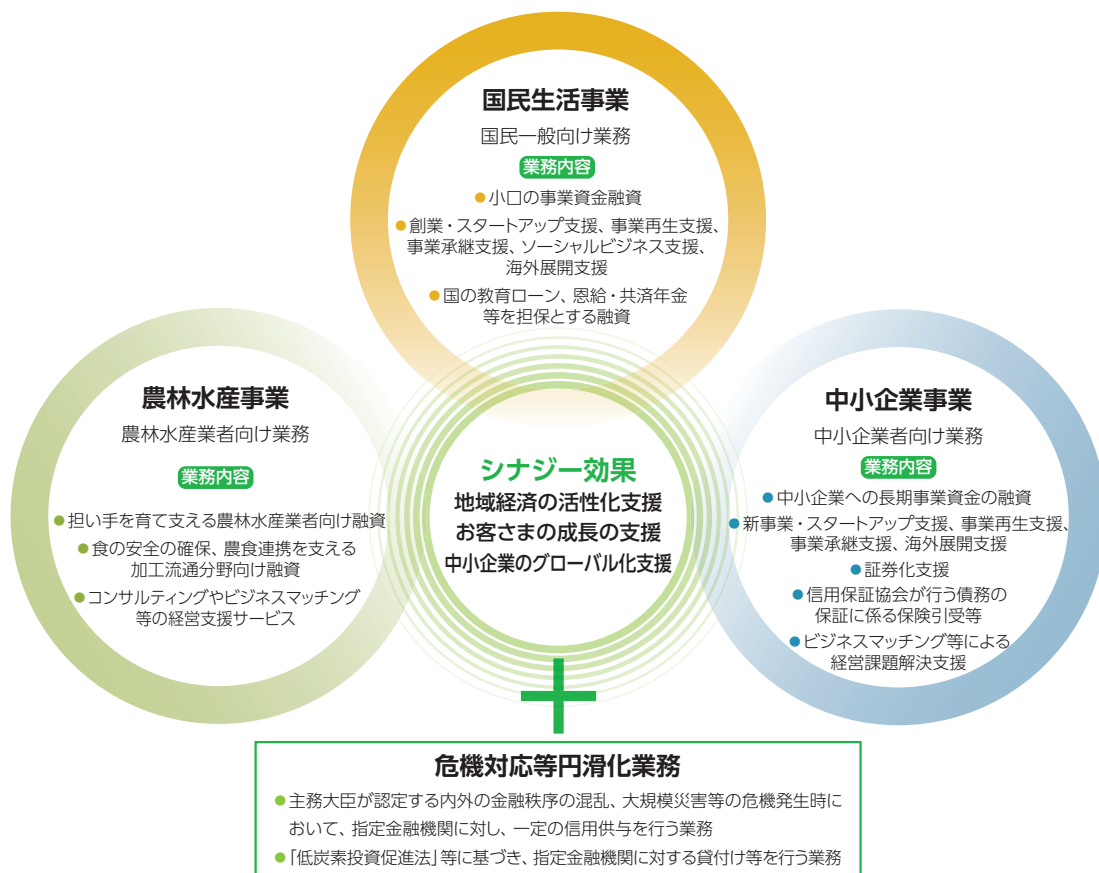 国民生活事業
国民一般向け業務
業務内容
●小口の事業資金融資
●創業・スタートアップ支援、事業再生支援、
事業承継支援、ソーシャルビジネス支援、
海外展開支援
●国の教育ローン、恩給・共済年金
等を担保とする融資
農林水産事業
農林水産業者向け業務
業務内容
●担い手を育て支える農林水産業者向け融資
●食の安全の確保、農食連携を支える
加工流通分野向け融資
●コンサルティングやビジネスマッチング
等の経営支援サービス
シナジー効果
地域経済の活性化支援
お客さまの成長の支援
中小企業のグローバル化支援
中小企業事業
中小企業者向け業務
業務内容
●中小企業への長期事業資金の融資
●新事業・スタートアップ支援、事業再生支援、
事業承継支援、海外展開支援
●証券化支援
●信用保証協会が行う債務の
保証に係る保険引受等
●ビジネスマッチング等による
経営課題解決支援
危機対応等円滑化業務
●主務大臣が認定する内外の金融秩序の混乱、大規模災害等の危機発生時に
おいて、指定金融機関に対し、一定の信用供与を行う業務
●「低炭素投資促進法」等に基づき、指定金融機関に対する貸付け等を行う業務